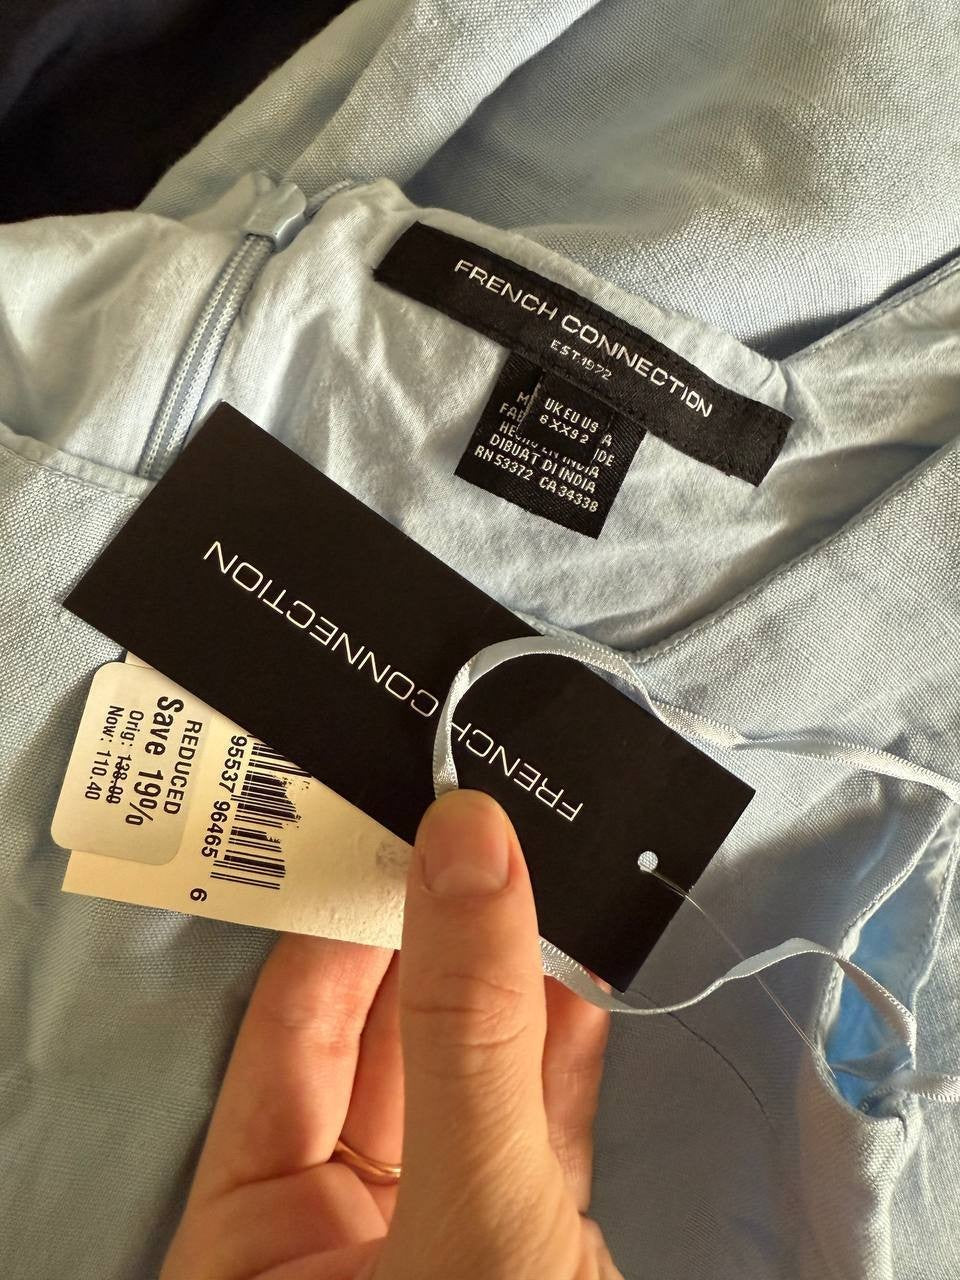 FRENCH CONNECTION
EST.1972
UK EU US
6 XXS 2
HECHO EN INDIA
DIBUAT DI INDIA
RN 53372 CA 34338
FRENCH CONNECTION
REDUCED
Save 19%
Orig: 138.00
Now: 110.40
95537 96465 6